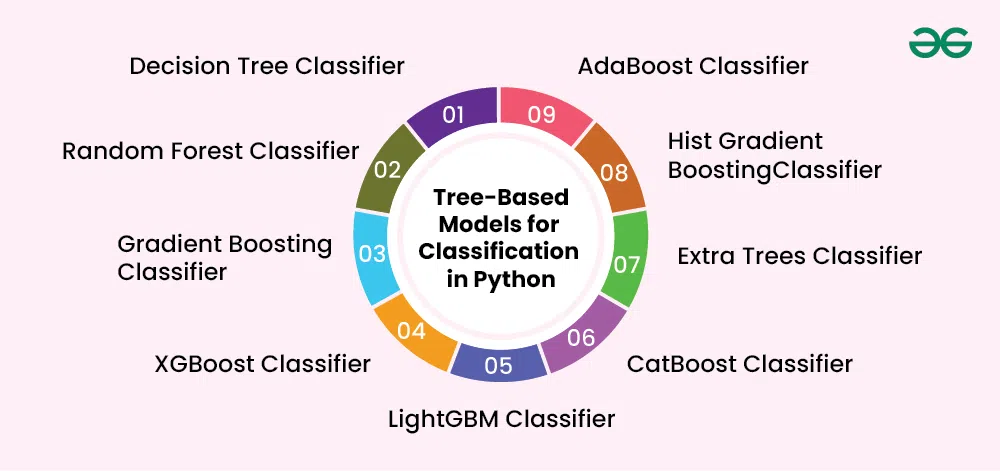 Tree-Based
Models for
Classification
in Python
01
Decision Tree Classifier
02
Random Forest Classifier
03
Gradient Boosting
Classifier
04
XGBoost Classifier
05
LightGBM Classifier
06
CatBoost Classifier
07
Extra Trees Classifier
08
Hist Gradient
BoostingClassifier
09
AdaBoost Classifier